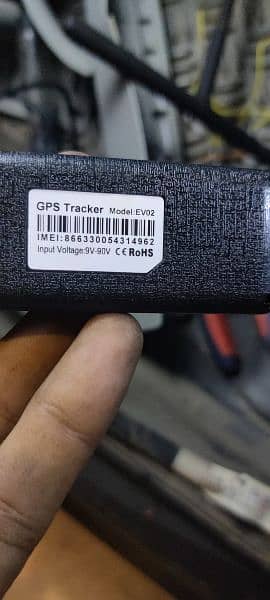 GPS Tracker Model:EV02
IMEI:866330054314962
Input Voltage:9V-90V CE RoHS